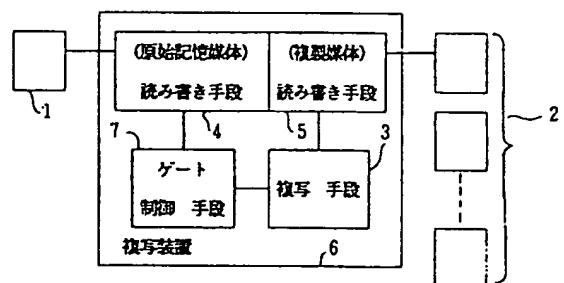 (原始記憶媒体) (複製媒体)
読み書き手段 読み書き手段
1 4 5 2
7 3
ゲート
制御 手段
複写 手段
複写装置 6